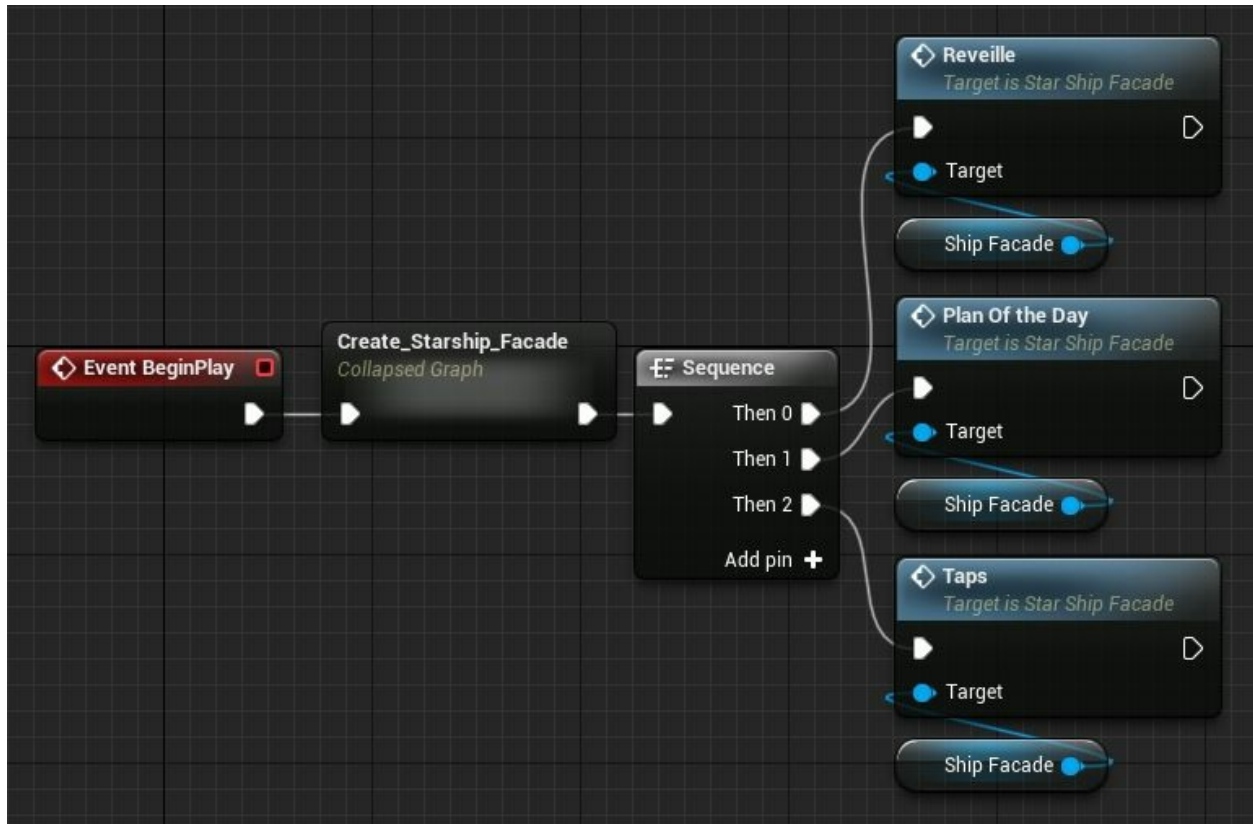 Event BeginPlay
Create_Starship_Facade
Collapsed Graph
Sequence
Then 0
Then 1
Then 2
Add pin
Reveille
Target is Star Ship Facade
Target
Ship Facade
Plan Of the Day
Target is Star Ship Facade
Target
Ship Facade
Taps
Target is Star Ship Facade
Target
Ship Facade